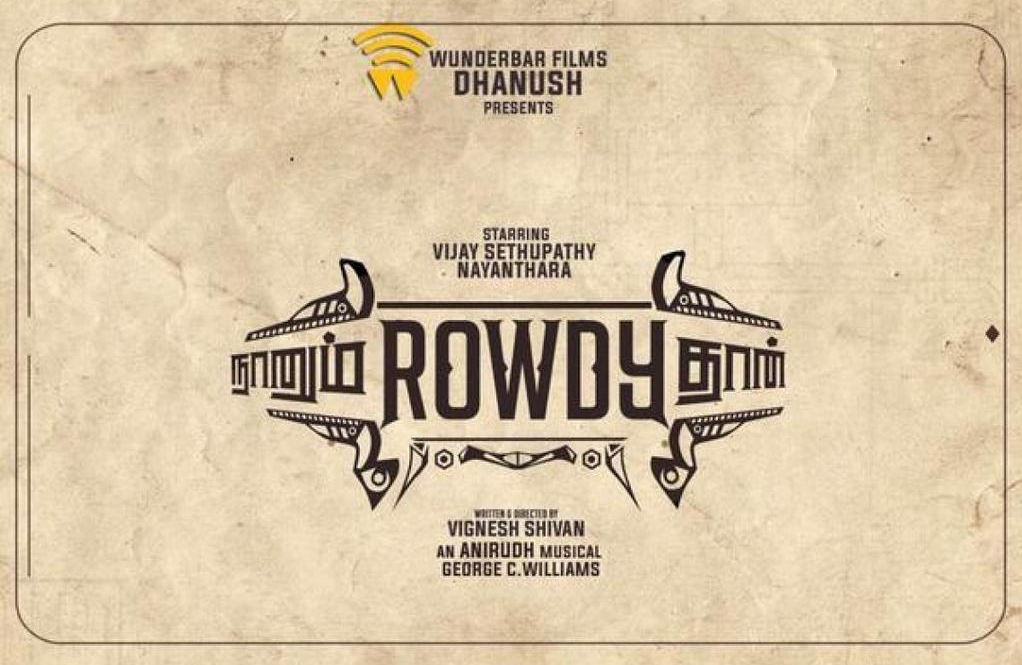 WUNDERBAR FILMS
DHANUSH
PRESENTS
STARRING
VIJAY SETHUPATHY
NAYANTHARA
நானும் ROWDY தான்
WRITTEN & DIRECTED BY
VIGNESH SHIVAN
AN ANIRUDH MUSICAL
GEORGE C.WILLIAMS